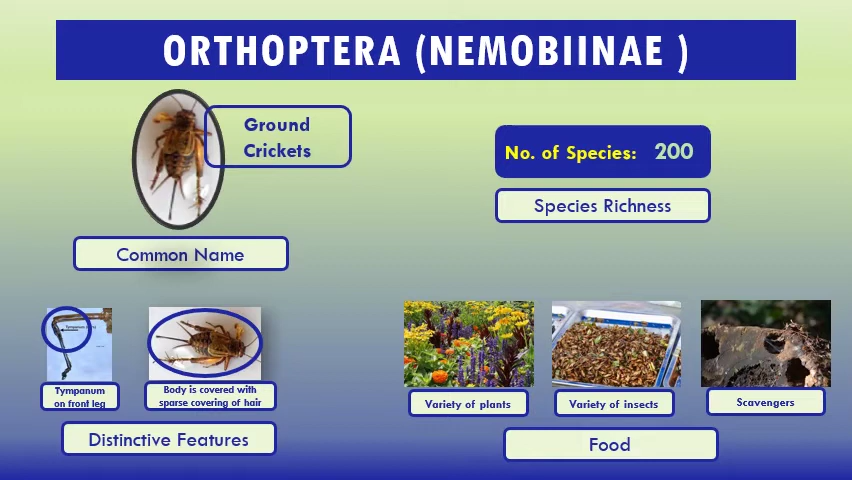 ORTHOPTERA (NEMOBIINAE )
Ground
Crickets
No. of Species: 200
Species Richness
Common Name
Tympanum
on front leg
Body is covered with
sparse covering of hair
Distinctive Features
Variety of plants
Variety of insects
Scavengers
Food